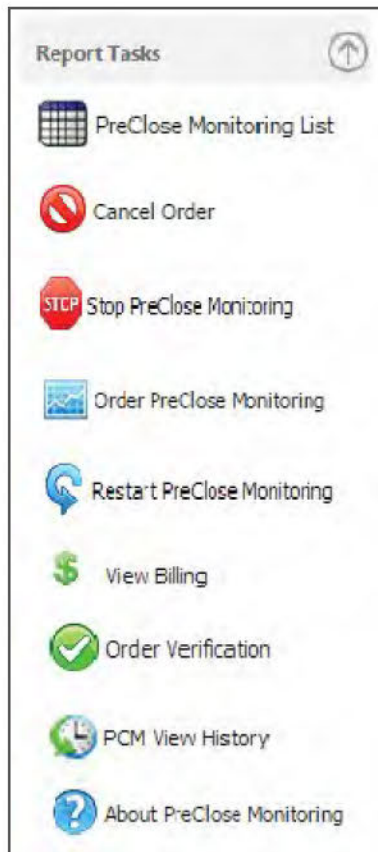 Report Tasks
PreClose Monitoring List
Cancel Order
STOP Stop PreClose Monitoring
Order PreClose Monitoring
Restart PreClose Monitoring
$ View Billing
Order Verification
PCM View History
? About PreClose Monitoring